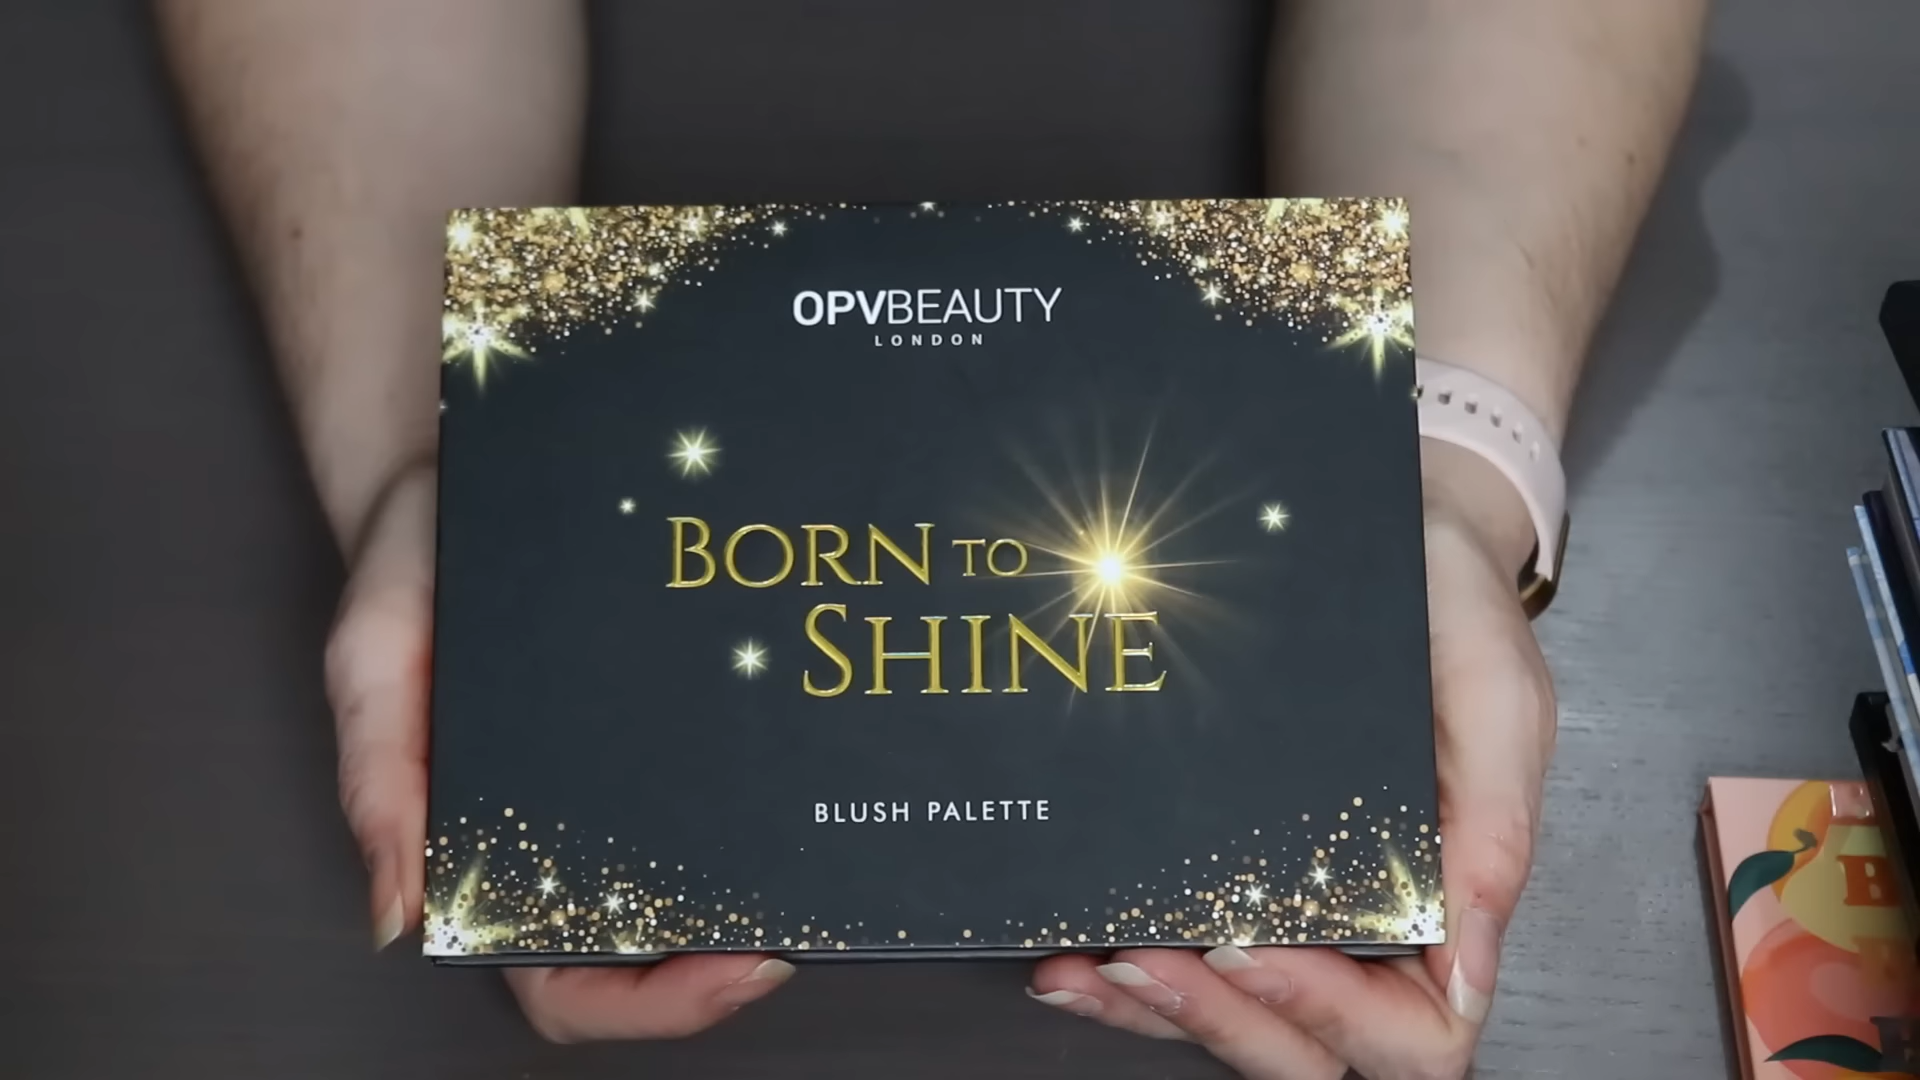 OPVBEAUTY
LONDON
BORN TO
SHINE
BLUSH PALETTE